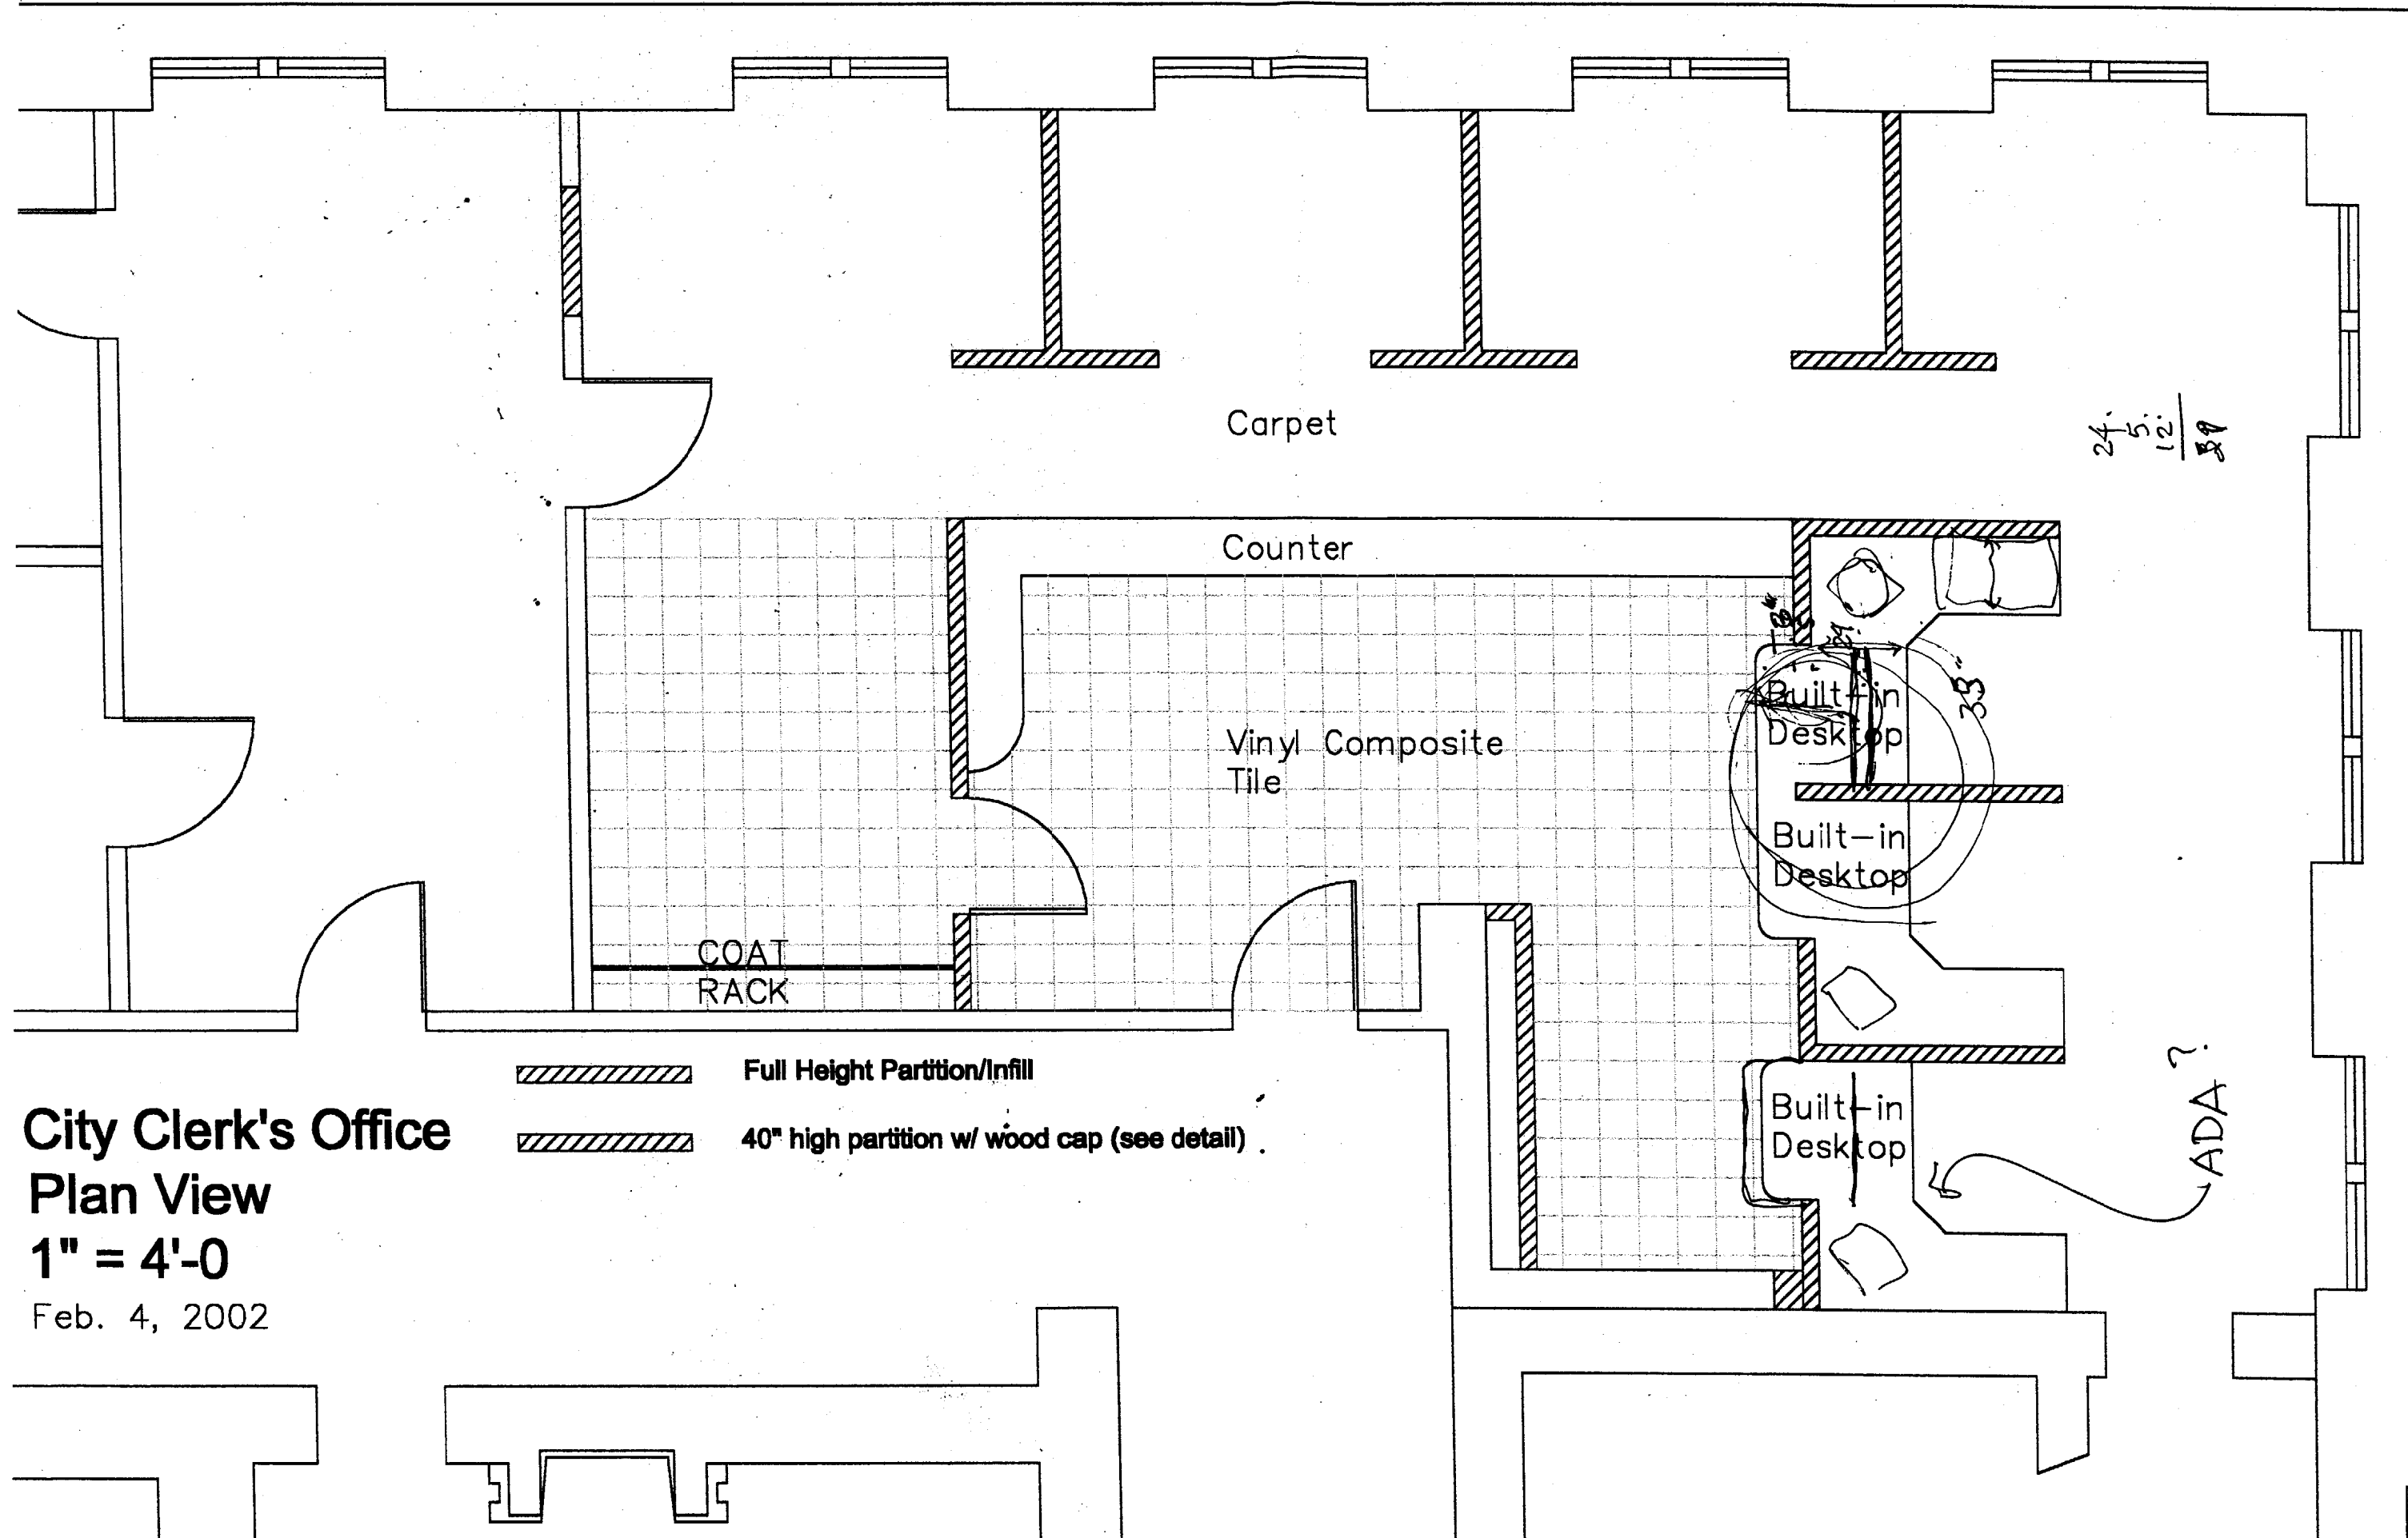 Carpet
24.
5.
12.
39
Counter
Built-in
Desktop
35"
Vinyl Composite
Tile
Built-in
Desktop
COAT
RACK
Full Height Partition/Infill
40" high partition w/ wood cap (see detail)
Built-in
Desktop
ADA?
City Clerk's Office
Plan View
1" = 4'-0
Feb. 4, 2002